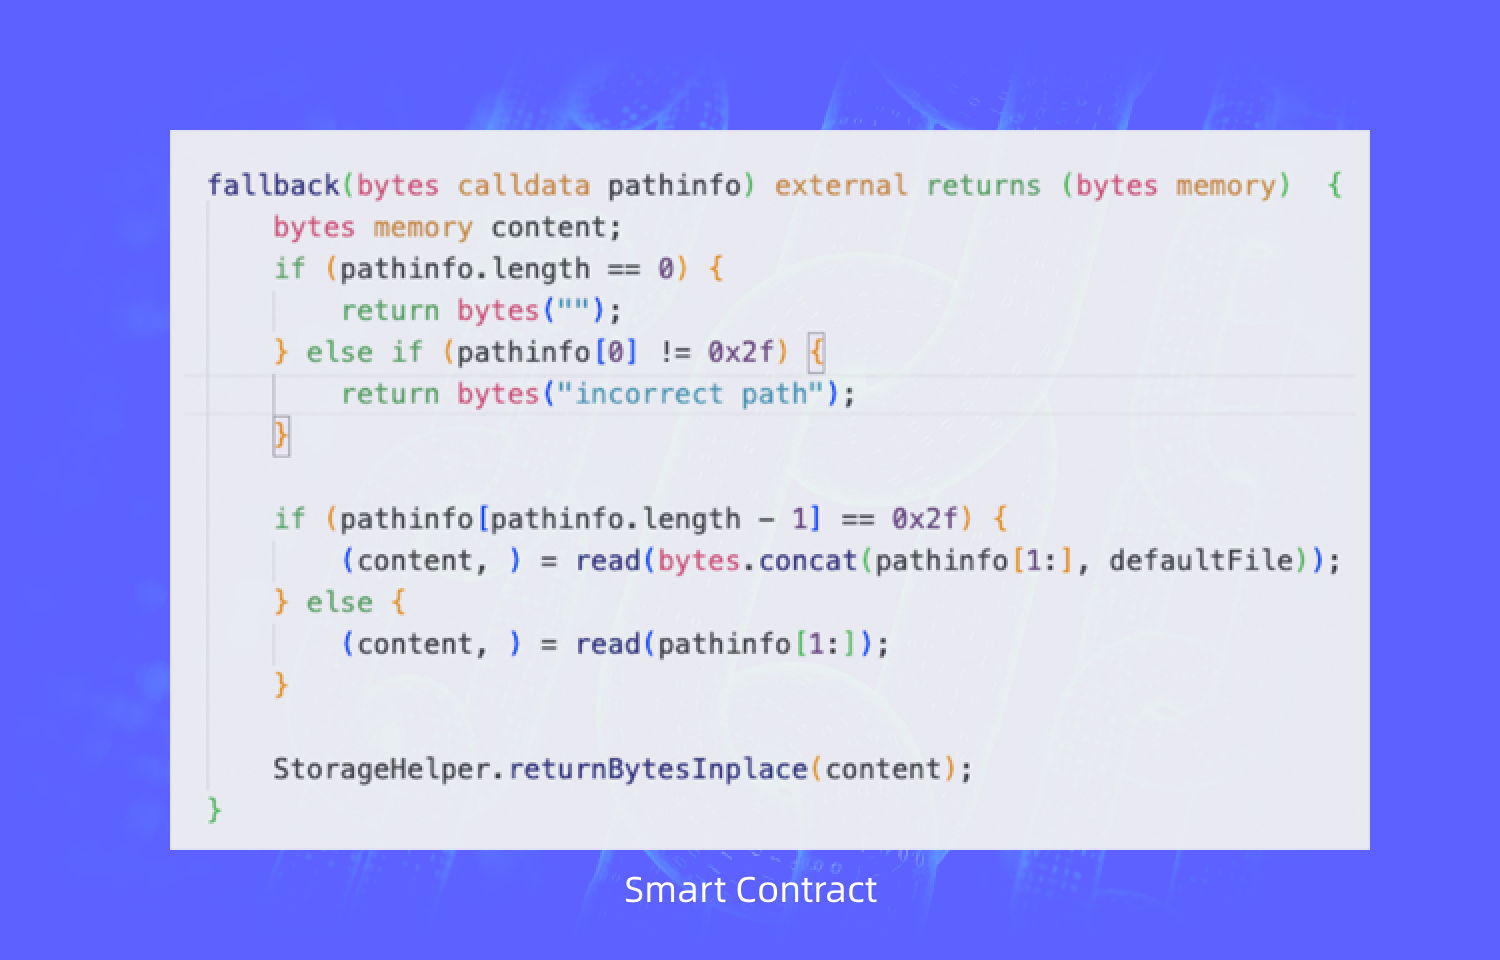 fallback(bytes calldata pathinfo) external returns (bytes memory)  {
    bytes memory content;
    if (pathinfo.length == 0) {
        return bytes("");
    } else if (pathinfo[0] != 0x2f) {
        return bytes("incorrect path");
    }
    if (pathinfo[pathinfo.length - 1] == 0x2f) {
        (content, ) = read(bytes.concat(pathinfo[1:], defaultFile));
    } else {
        (content, ) = read(pathinfo[1:]);
    }
    StorageHelper.returnBytesInplace(content);
}
Smart Contract